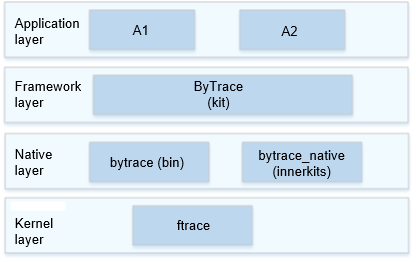 Application
layer
A1
A2
Framework
layer
ByTrace
(kit)
Native
layer
bytrace (bin)
bytrace_native
(innerkits)
Kernel
layer
ftrace